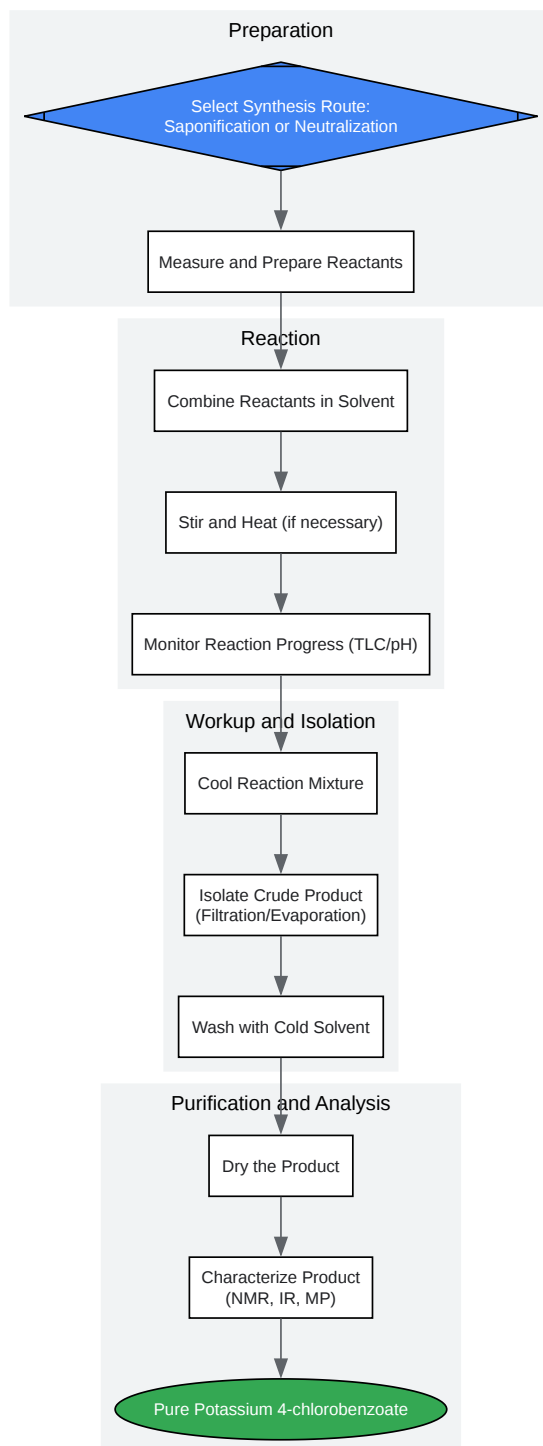 Preparation
Select Synthesis Route:
Saponification or Neutralization
Measure and Prepare Reactants
Reaction
Combine Reactants in Solvent
Stir and Heat (if necessary)
Monitor Reaction Progress (TLC/pH)
Workup and Isolation
Cool Reaction Mixture
Isolate Crude Product
(Filtration/Evaporation)
Wash with Cold Solvent
Purification and Analysis
Dry the Product
Characterize Product
(NMR, IR, MP)
Pure Potassium 4-chlorobenzoate